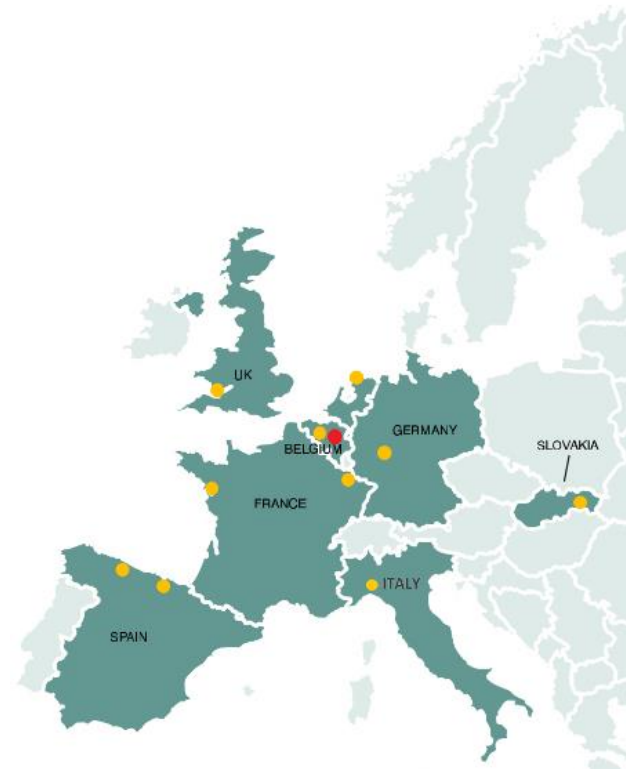 UK
GERMANY
BELGIUM
SLOVAKIA
FRANCE
ITALY
SPAIN